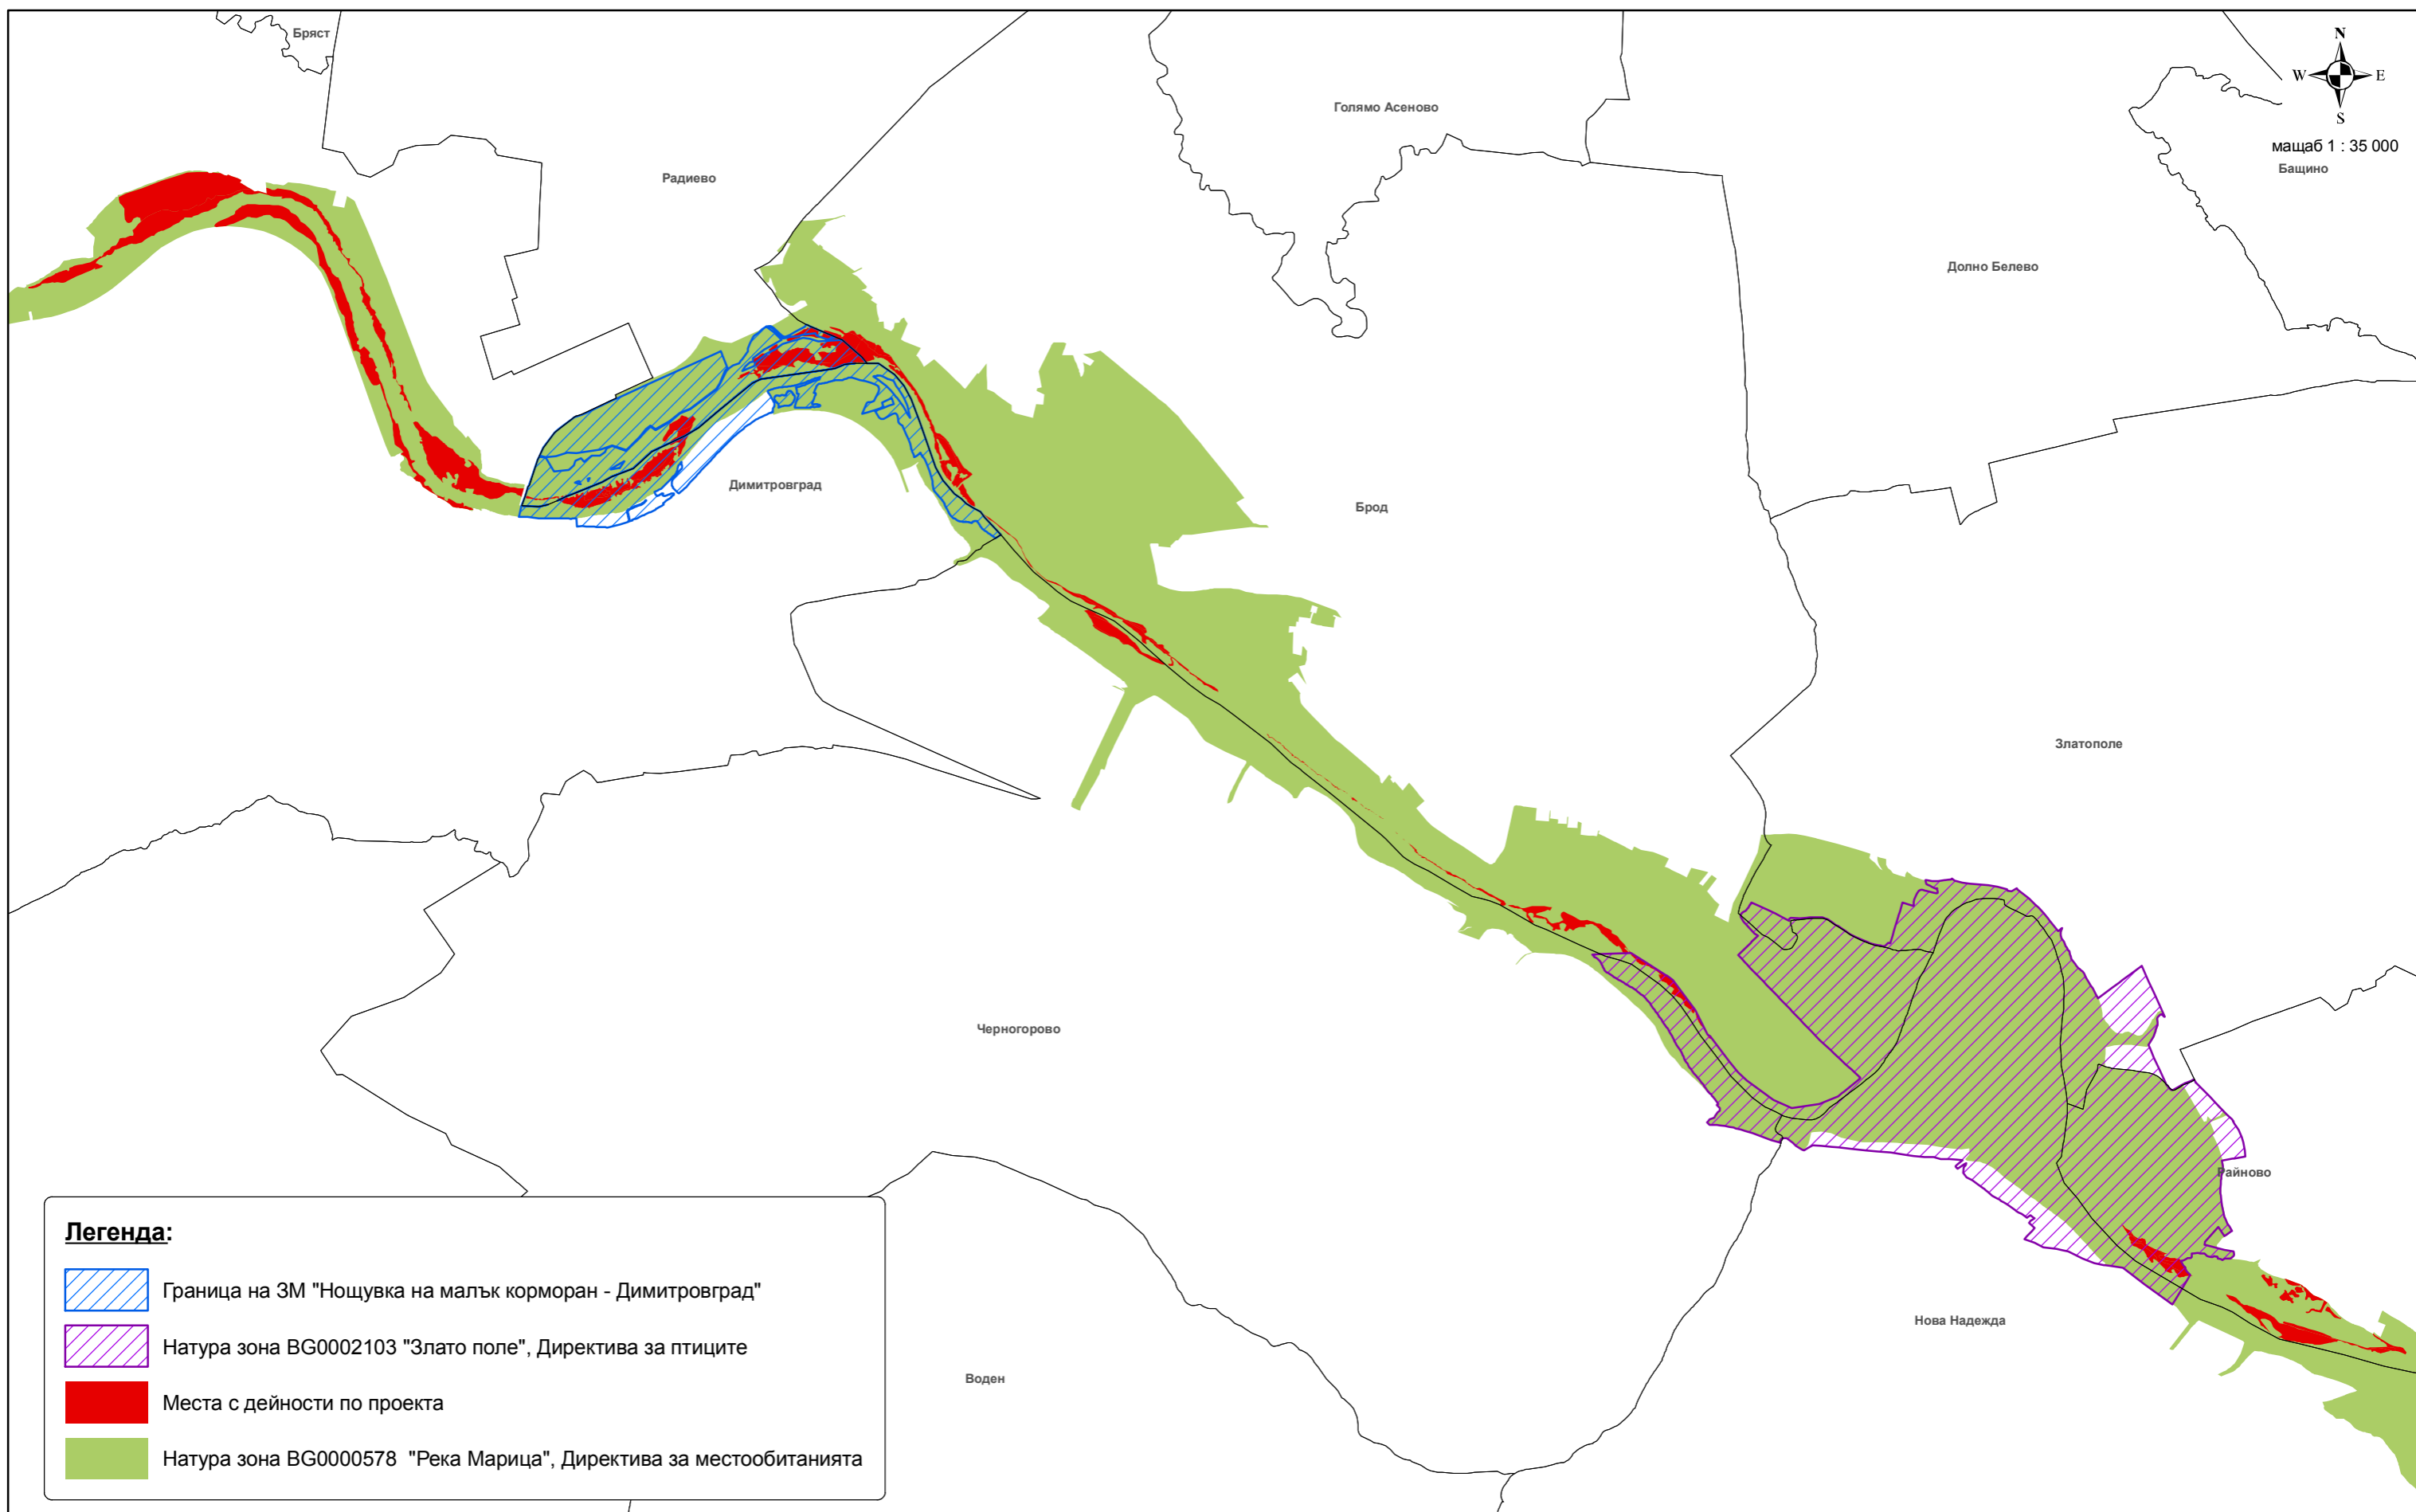 Бряст
N
W
E
S
мащаб 1 : 35 000
Голямо Асеново
Бащино
Радиево
Долно Белево
Димитровград
Брод
Златополе
Черногорово
Райново
Нова Надежда
Воден
Легенда:
Граница на ЗМ "Нощувка на малък корморан - Димитровград"
Натура зона BG0002103 "Злато поле", Директива за птиците
Места с дейности по проекта
Натура зона BG0000578 "Река Марица", Директива за местообитанията